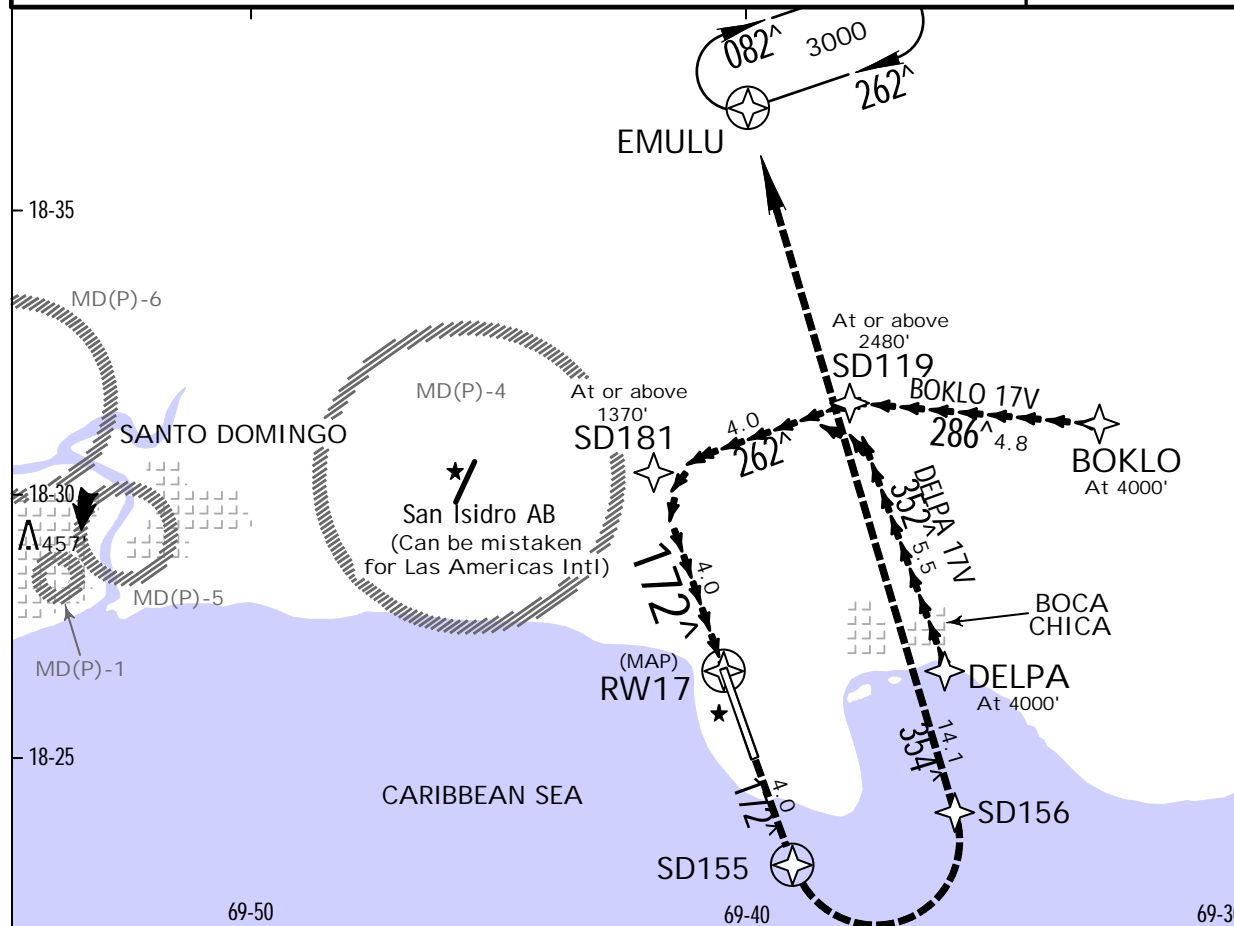 082^
3000
262^
EMULU
18-35
MD(P)-6
At or above
2480'
SD119
MD(P)-4
At or above
1370'
BOKLO 17V
SANTO DOMINGO
SD181
4.0
262^
286^
4.8
BOKLO
At 4000'
18-30
457'
San Isidro AB
(Can be mistaken
for Las Americas Intl)
DELPA 17V
352^
5.5
172^
4.0
MD(P)-5
BOCA
CHICA
MD(P)-1
(MAP)
RW17
DELPA
At 4000'
14.1
354^
18-25
CARIBBEAN SEA
4.0
172^
SD156
SD155
69-50
69-40
69-30